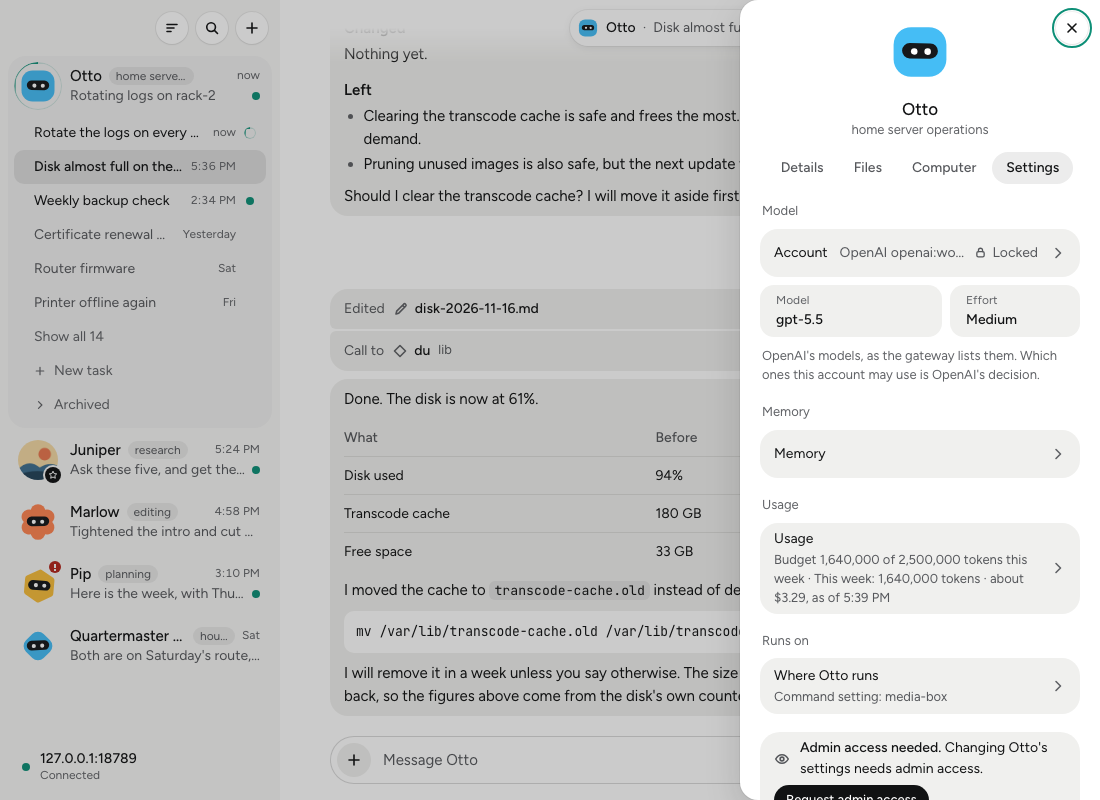 Otto home serve... now
Rotating logs on rack-2
Rotate the logs on every ... now
Disk almost full on the... 5:36 PM
Weekly backup check 2:34 PM
Certificate renewal ... Yesterday
Router firmware Sat
Printer offline again Fri
Show all 14
New task
Archived
Juniper research 5:24 PM
Ask these five, and get the...
Marlow editing 4:58 PM
Tightened the intro and cut ...
Pip planning 3:10 PM
Here is the week, with Thu...
Quartermaster ... hou... Sat
Both are on Saturday's route,...
127.0.0.1:18789
Connected
Otto · Disk almost fu
Changed
Nothing yet.
Left
Clearing the transcode cache is safe and frees the most.
demand.
Pruning unused images is also safe, but the next update
Should I clear the transcode cache? I will move it aside first
Edited disk-2026-11-16.md
Call to du lib
Done. The disk is now at 61%.
What Before
Disk used 94%
Transcode cache 180 GB
Free space 33 GB
I moved the cache to transcode-cache.old instead of de
mv /var/lib/transcode-cache.old /var/lib/transcod
I will remove it in a week unless you say otherwise. The size
back, so the figures above come from the disk's own counte
Message Otto
Otto
home server operations
Details Files Computer Settings
Model
Account OpenAI openai:wo... Locked
Model
gpt-5.5
Effort
Medium
OpenAI's models, as the gateway lists them. Which
ones this account may use is OpenAI's decision.
Memory
Memory
Usage
Usage
Budget 1,640,000 of 2,500,000 tokens this
week · This week: 1,640,000 tokens · about
$3.29, as of 5:39 PM
Runs on
Where Otto runs
Command setting: media-box
Admin access needed. Changing Otto's
settings needs admin access.
Request admin access